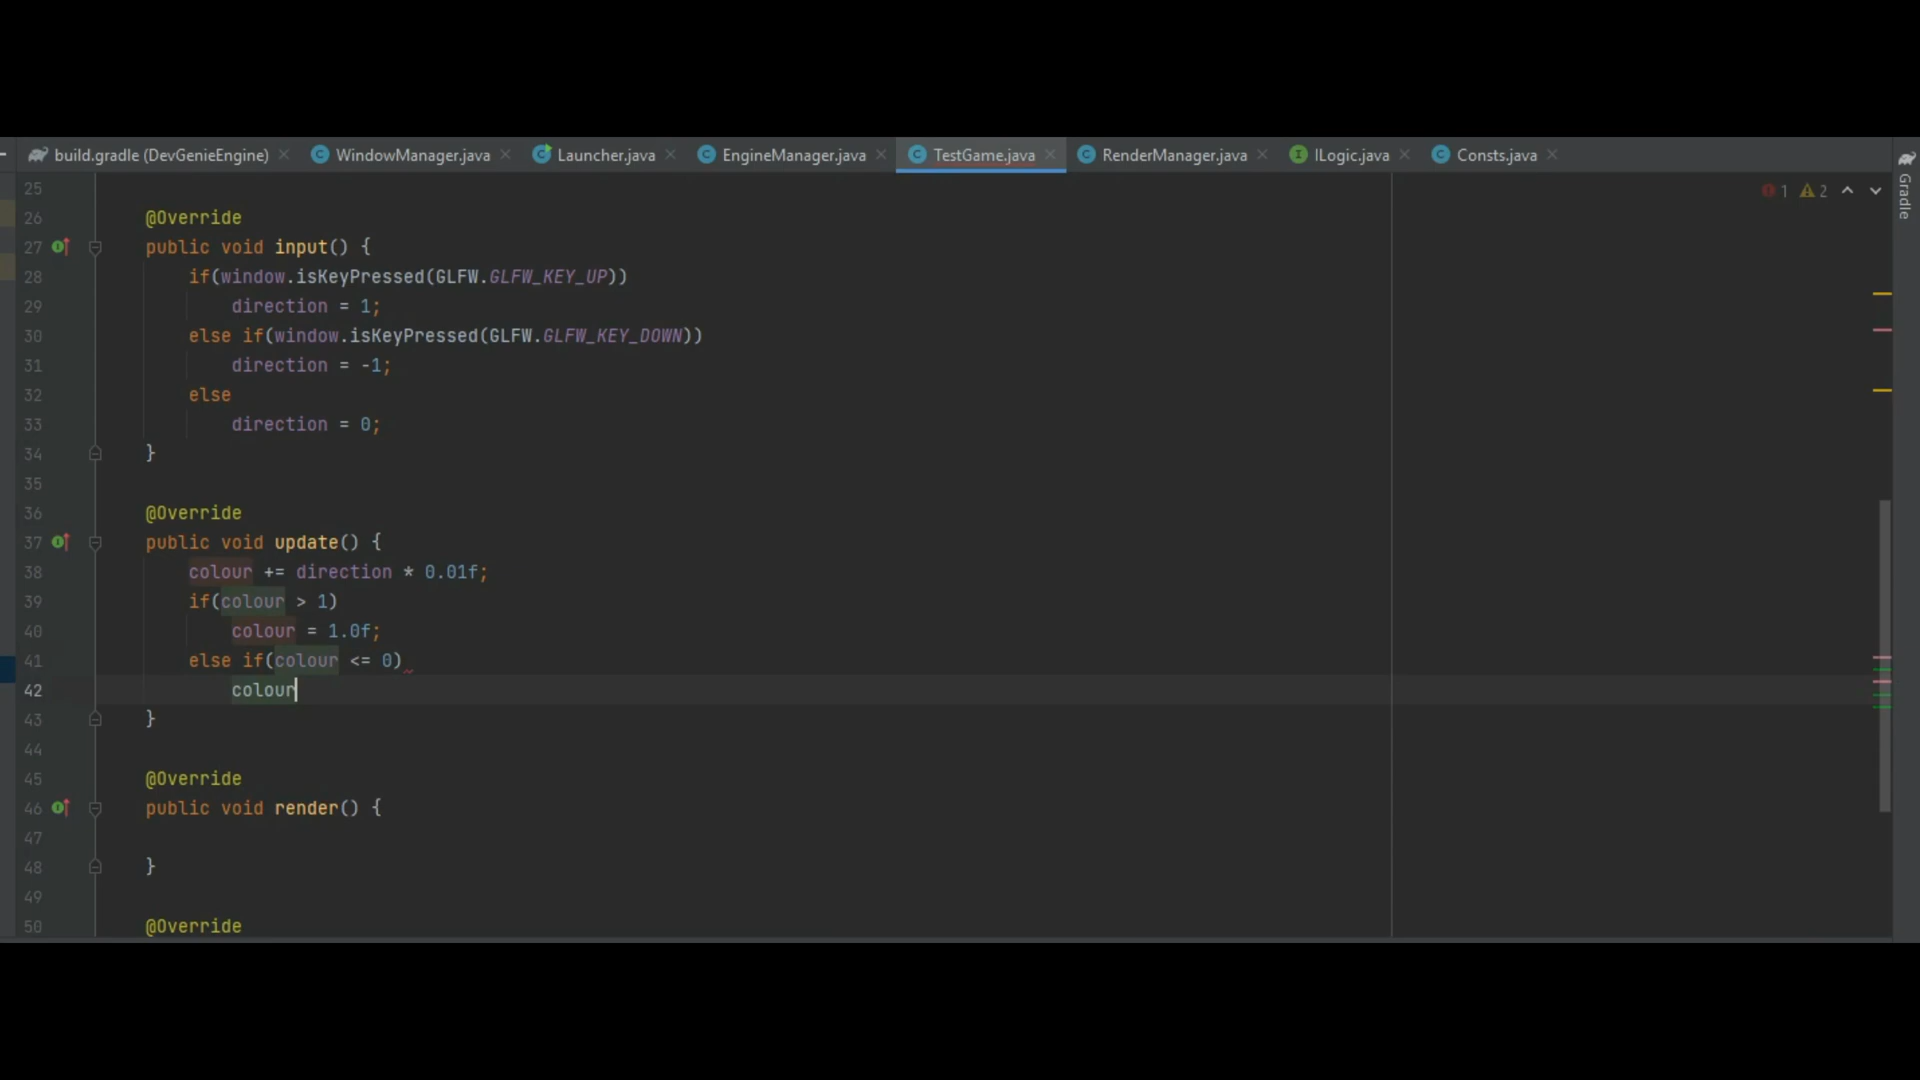 build.gradle (DevGenieEngine) WindowManager.java Launcher.java EngineManager.java TestGame.java RenderManager.java ILogic.java Consts.java
Gradle
1 2
25
26 @Override
27 public void input() {
28 if(window.isKeyPressed(GLFW.GLFW_KEY_UP))
29 direction = 1;
30 else if(window.isKeyPressed(GLFW.GLFW_KEY_DOWN))
31 direction = -1;
32 else
33 direction = 0;
34 }
35
36 @Override
37 public void update() {
38 colour += direction * 0.01f;
39 if(colour > 1)
40 colour = 1.0f;
41 else if(colour <= 0)
42 colour
43 }
44
45 @Override
46 public void render() {
47
48 }
49
50 @Override